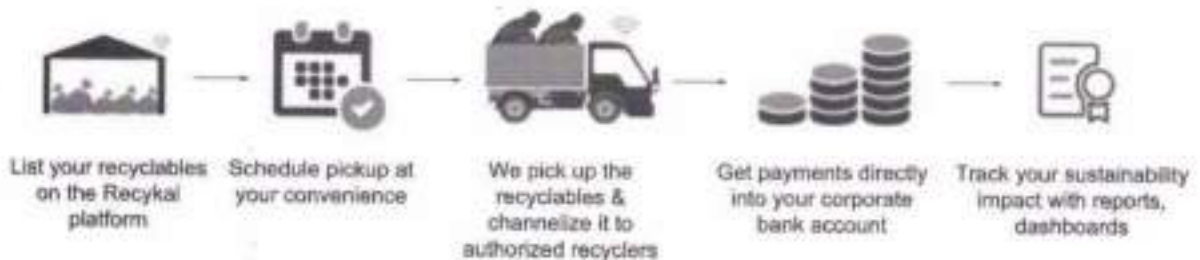 List your recyclables
on the Recykal
platform
Schedule pickup at
your convenience
We pick up the
recyclables &
channelize it to
authorized recyclers
Get payments directly
into your corporate
bank account
Track your sustainability
impact with reports,
dashboards